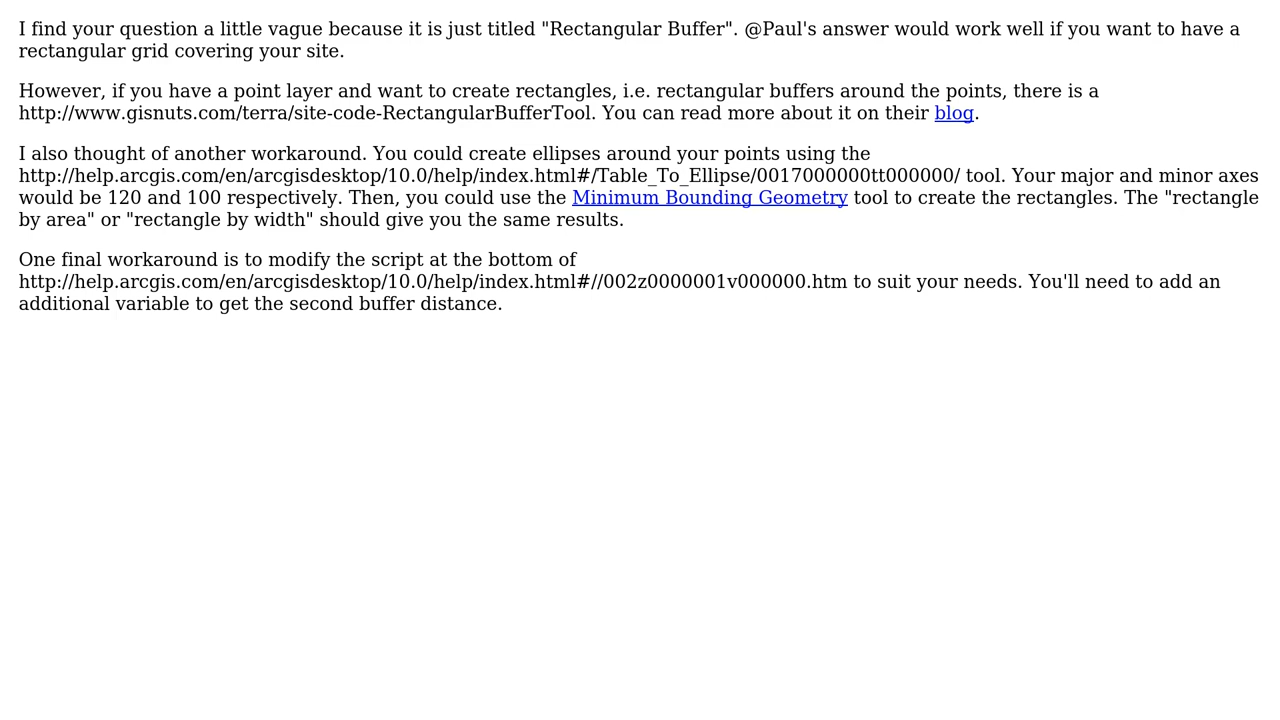 I find your question a little vague because it is just titled "Rectangular Buffer". @Paul's answer would work well if you want to have a
rectangular grid covering your site.
However, if you have a point layer and want to create rectangles, i.e. rectangular buffers around the points, there is a
http://www.gisnuts.com/terra/site-code-RectangularBufferTool. You can read more about it on their blog.
I also thought of another workaround. You could create ellipses around your points using the
http://help.arcgis.com/en/arcgisdesktop/10.0/help/index.html#/Table_To_Ellipse/0017000000tt000000/ tool. Your major and minor axes
would be 120 and 100 respectively. Then, you could use the Minimum Bounding Geometry tool to create the rectangles. The "rectangle
by area" or "rectangle by width" should give you the same results.
One final workaround is to modify the script at the bottom of
http://help.arcgis.com/en/arcgisdesktop/10.0/help/index.html#//002z0000001v000000.htm to suit your needs. You'll need to add an
additional variable to get the second buffer distance.